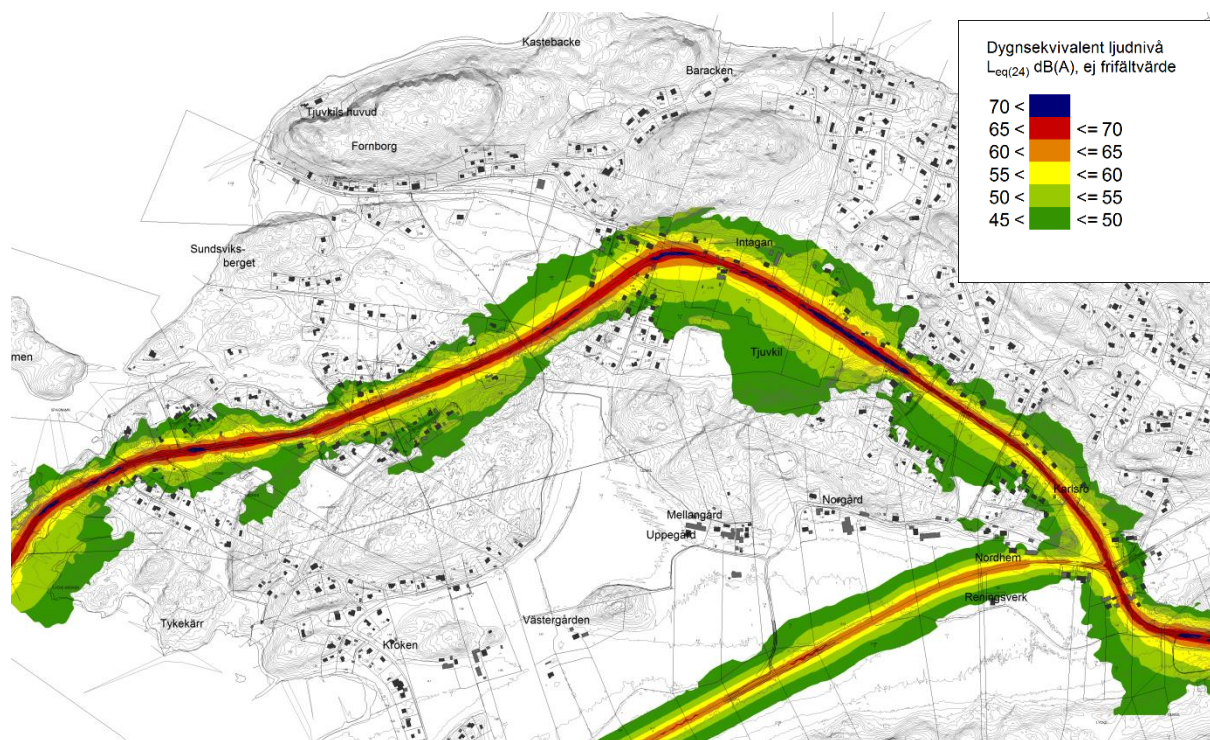 Kastebacke
Baracken
Tjuvkils huvud
Fornborg
Dygnsekvivalent ljudnivå
Leq(24) dB(A), ej frifältvärde
70 <
65 < <= 70
60 < <= 65
55 < <= 60
50 < <= 55
45 < <= 50
Sundsviks-
berget
Intagan
men
Tjuvkil
Karlsro
Norgård
Mellangård
Uppegård
Nordhem
Reningsverk
Tykekärr
Västergården
Kroken